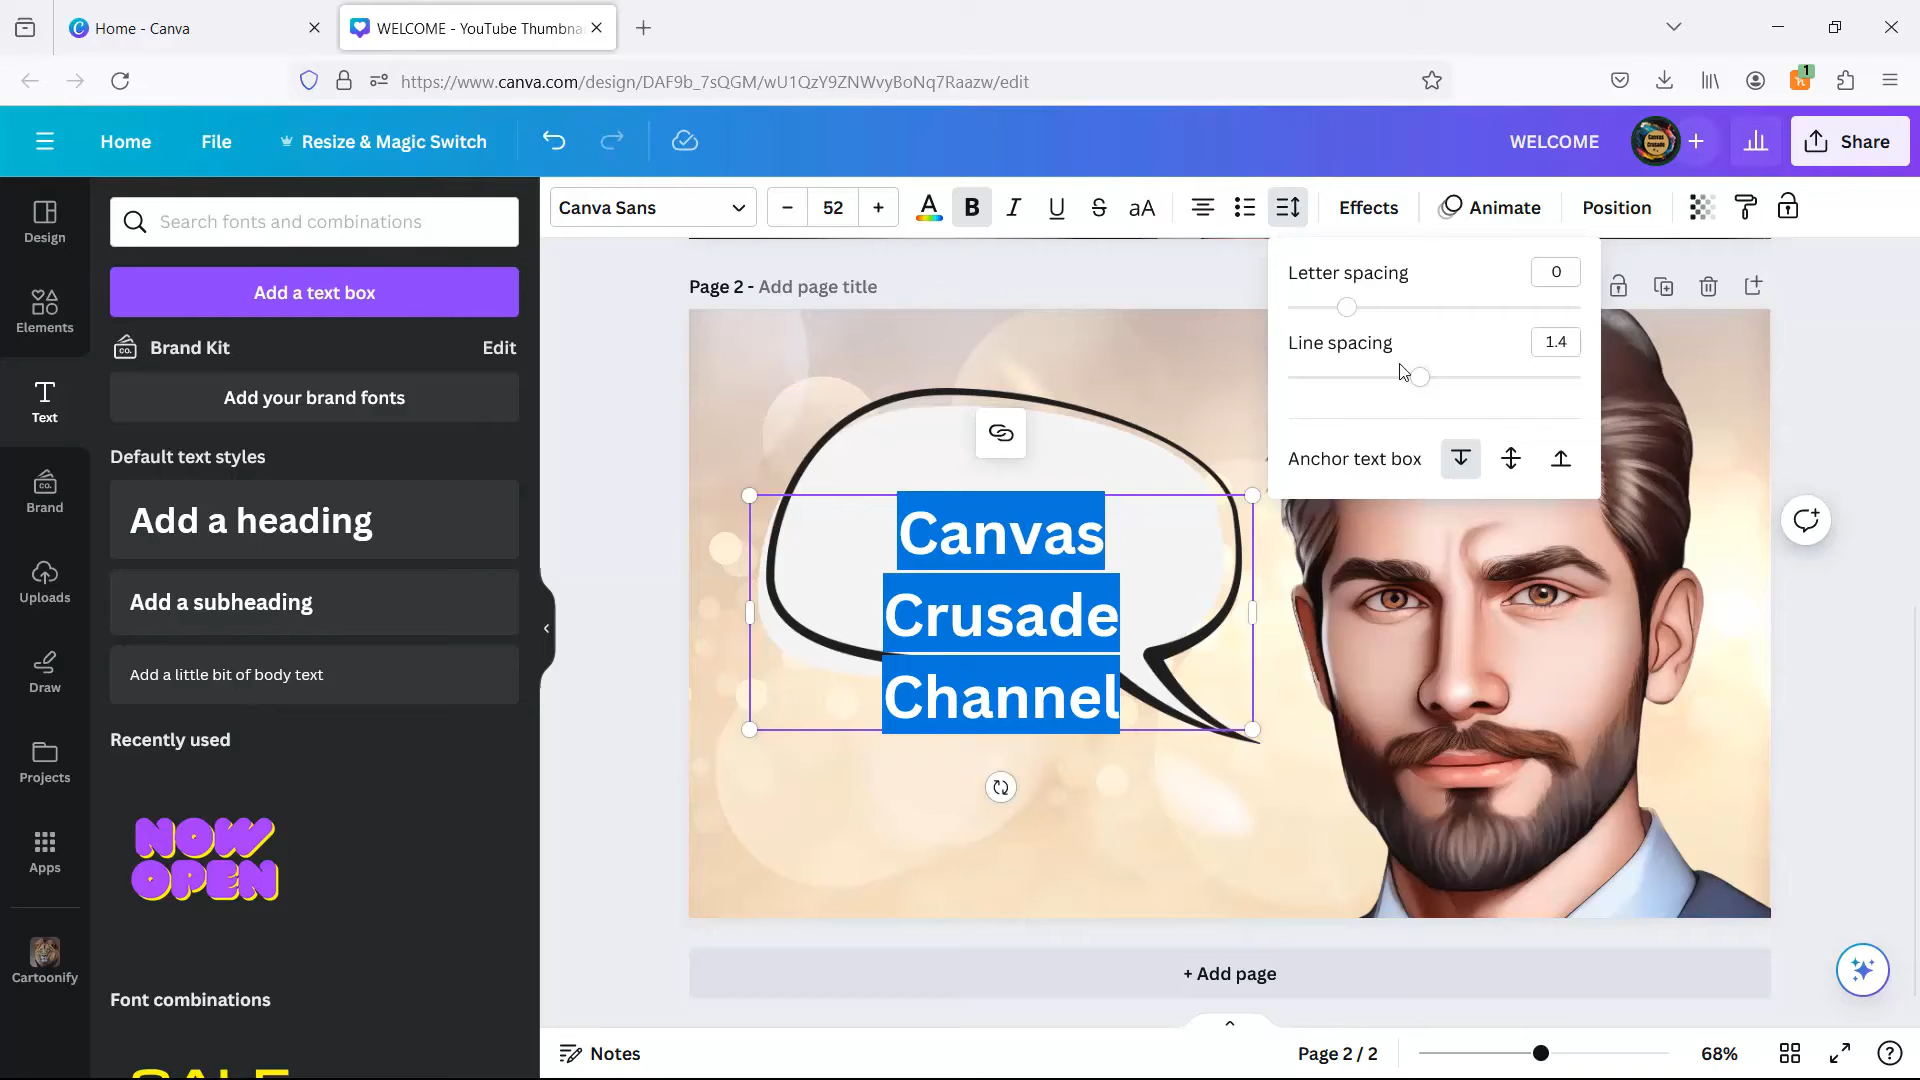 Home - Canva
WELCOME - YouTube Thumbna
https://www.canva.com/design/DAF9b_7sQGM/wU1QzY9ZNWvyBoNq7Raazw/edit
1
Home
File
Resize & Magic Switch
WELCOME
Canvas
Crusade
Share
Design
Elements
Text
Brand
Uploads
Draw
Projects
Apps
Cartoonify
Search fonts and combinations
Add a text box
Brand Kit
Edit
Add your brand fonts
Default text styles
Add a heading
Add a subheading
Add a little bit of body text
Recently used
NOW
OPEN
Font combinations
SALE
Canva Sans
52
A
B
I
U
S
aA
Effects
Animate
Position
Letter spacing
0
Line spacing
1.4
Anchor text box
Page 2 - Add page title
Canvas
Crusade
Channel
+ Add page
Notes
Page 2 / 2
68%